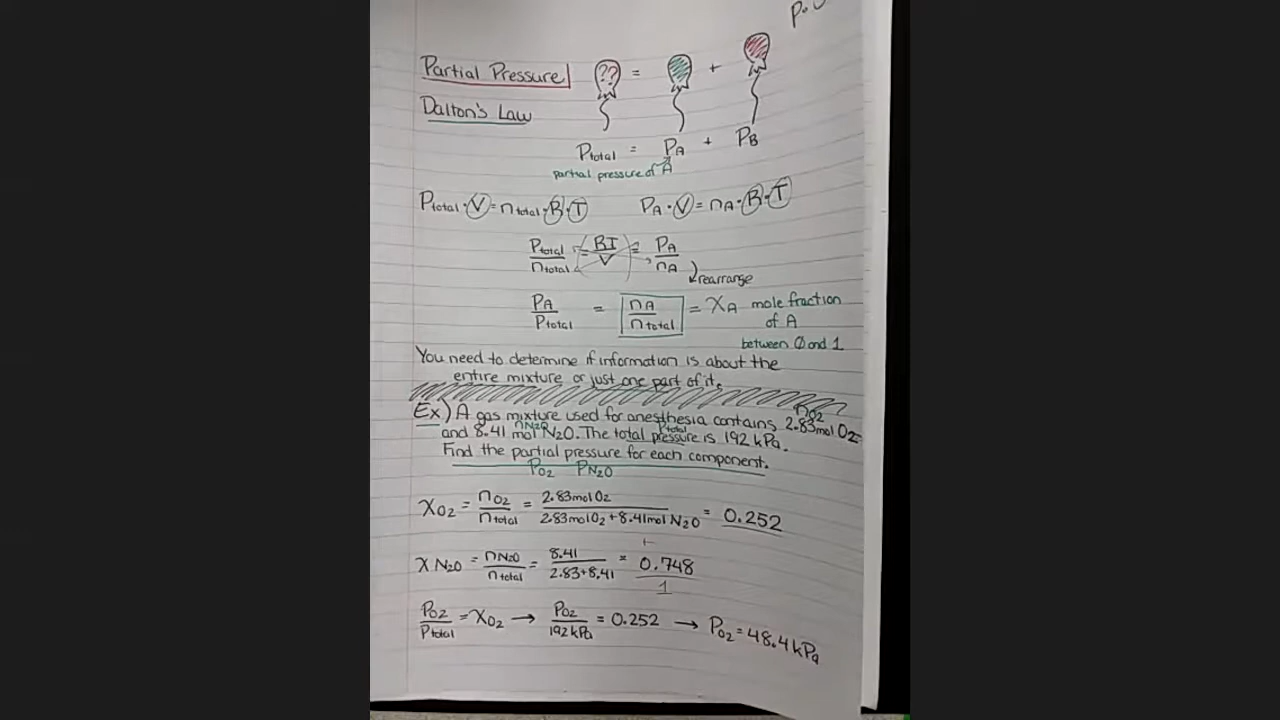 P.
Partial Pressure
?? = +
Dalton's Law
Ptotal = PA + PB
partial pressure of A
Ptotal · V = ntotal · R · T PA · V = nA · R · T
Ptotal/ntotal = (RT/V) = PA/nA
rearrange
PA/Ptotal = nA/ntotal = XA mole fraction
of A
between 0 and 1
You need to determine if information is about the
entire mixture or just one part of it.
nO2
Ex) A gas mixture used for anesthesia contains 2.83 mol O2
nN2O Ptotal
and 8.41 mol N2O. The total pressure is 192 kPa.
Find the partial pressure for each component.
PO2 PN2O
XO2 = nO2/ntotal = 2.83 mol O2/2.83 mol O2 + 8.41 mol N2O = 0.252
+
XN2O = nN2O/ntotal = 8.41/2.83+8.41 = 0.748
1
PO2/Ptotal = XO2 → PO2/192 kPa = 0.252 → PO2 = 48.4 kPa